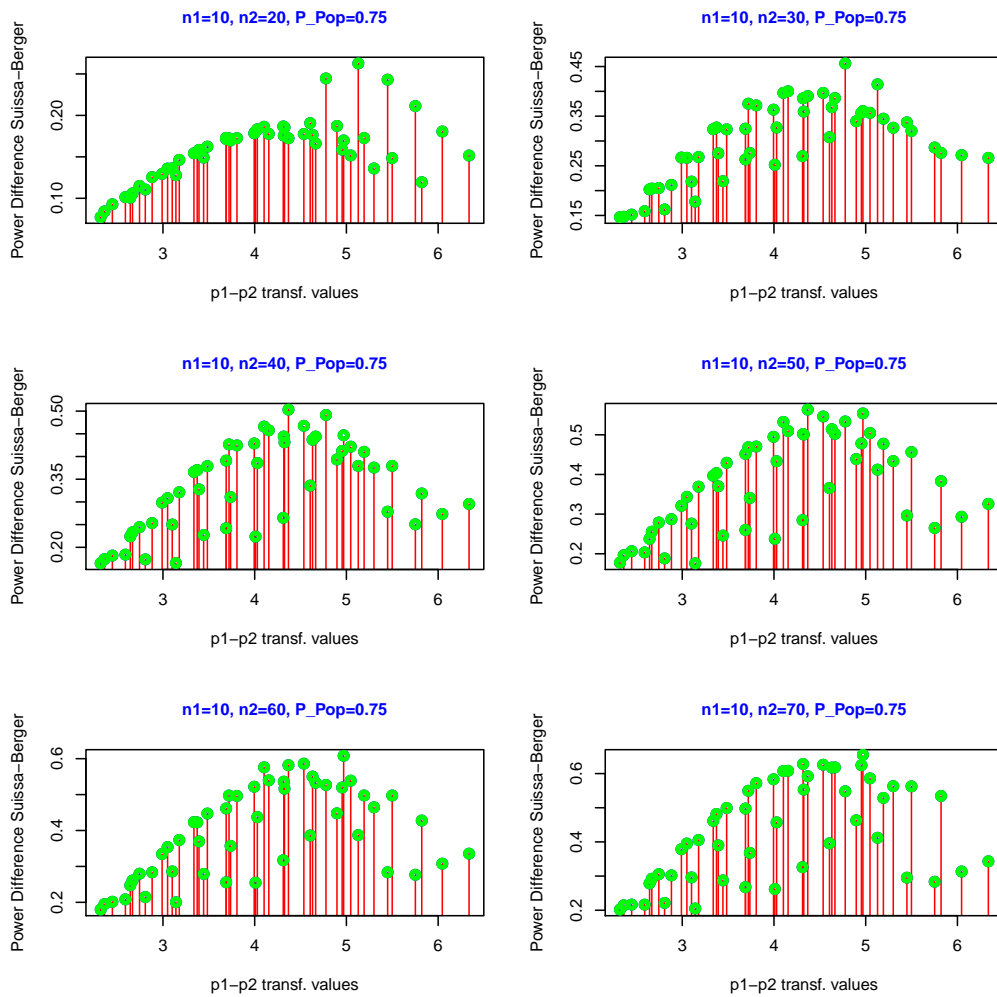 n1=10, n2=20, P_Pop=0.75
Power Difference Suissa−Berger
0.10
0.20
3
4
5
6
p1−p2 transf. values
n1=10, n2=30, P_Pop=0.75
Power Difference Suissa−Berger
0.15
0.25
0.35
0.45
3
4
5
6
p1−p2 transf. values
n1=10, n2=40, P_Pop=0.75
Power Difference Suissa−Berger
0.20
0.35
0.50
3
4
5
6
p1−p2 transf. values
n1=10, n2=50, P_Pop=0.75
Power Difference Suissa−Berger
0.2
0.3
0.4
0.5
3
4
5
6
p1−p2 transf. values
n1=10, n2=60, P_Pop=0.75
Power Difference Suissa−Berger
0.2
0.4
0.6
3
4
5
6
p1−p2 transf. values
n1=10, n2=70, P_Pop=0.75
Power Difference Suissa−Berger
0.2
0.4
0.6
3
4
5
6
p1−p2 transf. values